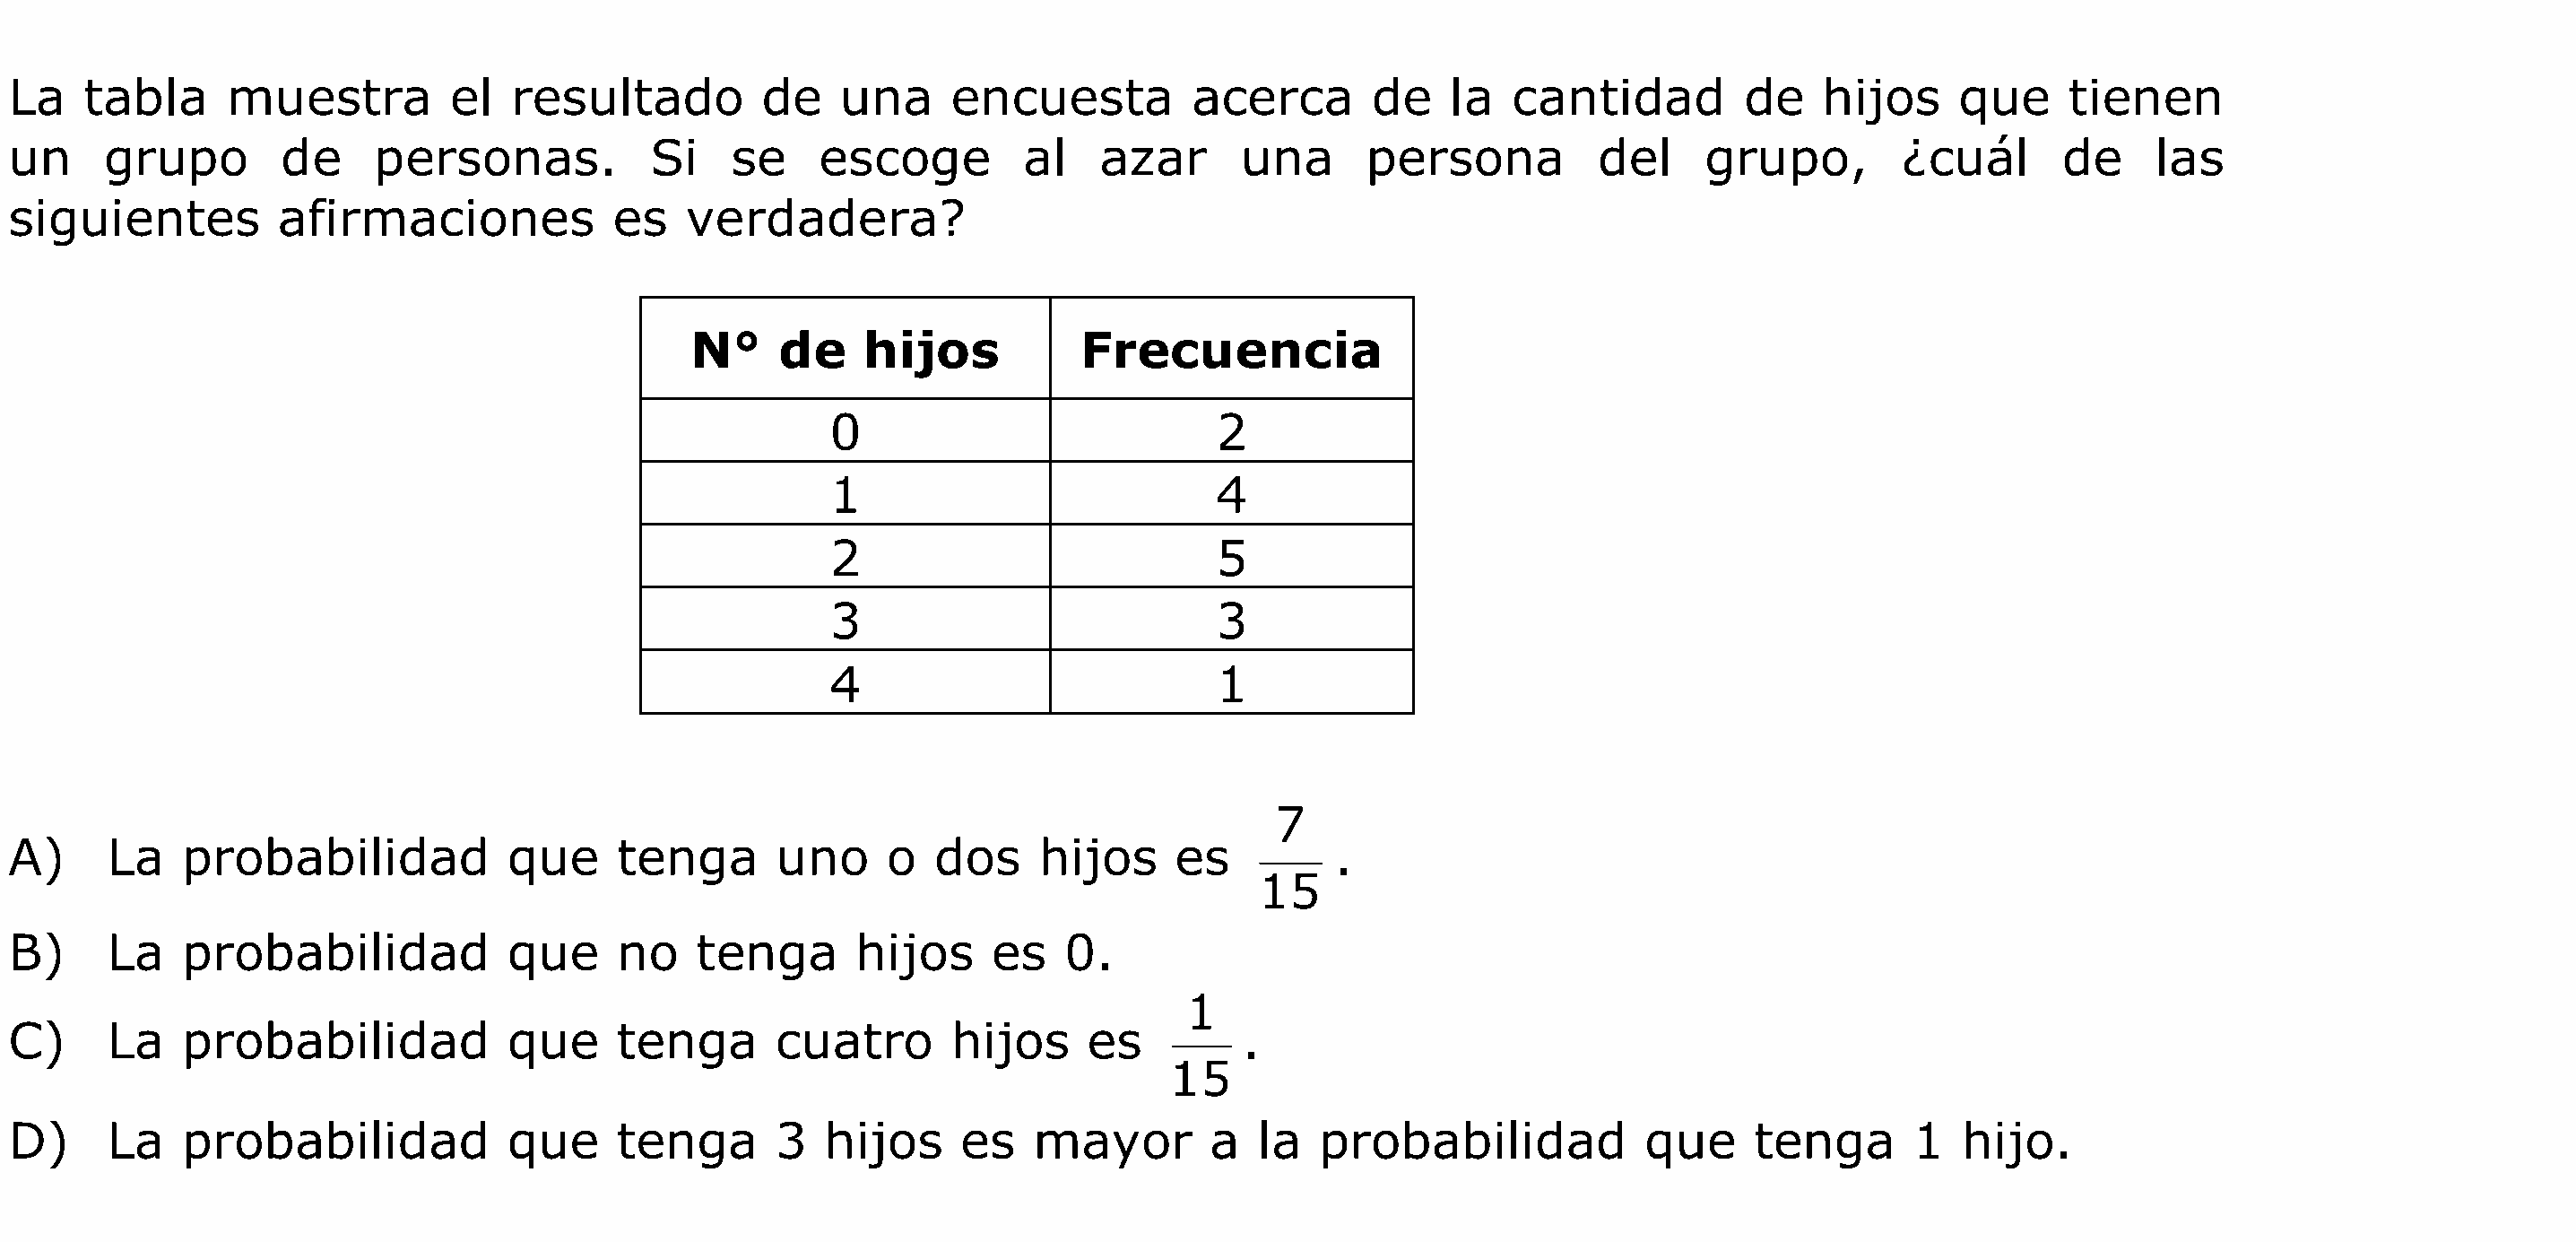 La tabla muestra el resultado de una encuesta acerca de la cantidad de hijos que tienen
un grupo de personas. Si se escoge al azar una persona del grupo, ¿cuál de las
siguientes afirmaciones es verdadera?
Nº de hijos Frecuencia
0 2
1 4
2 5
3 3
4 1
A) La probabilidad que tenga uno o dos hijos es 7/15.
B) La probabilidad que no tenga hijos es 0.
C) La probabilidad que tenga cuatro hijos es 1/15.
D) La probabilidad que tenga 3 hijos es mayor a la probabilidad que tenga 1 hijo.